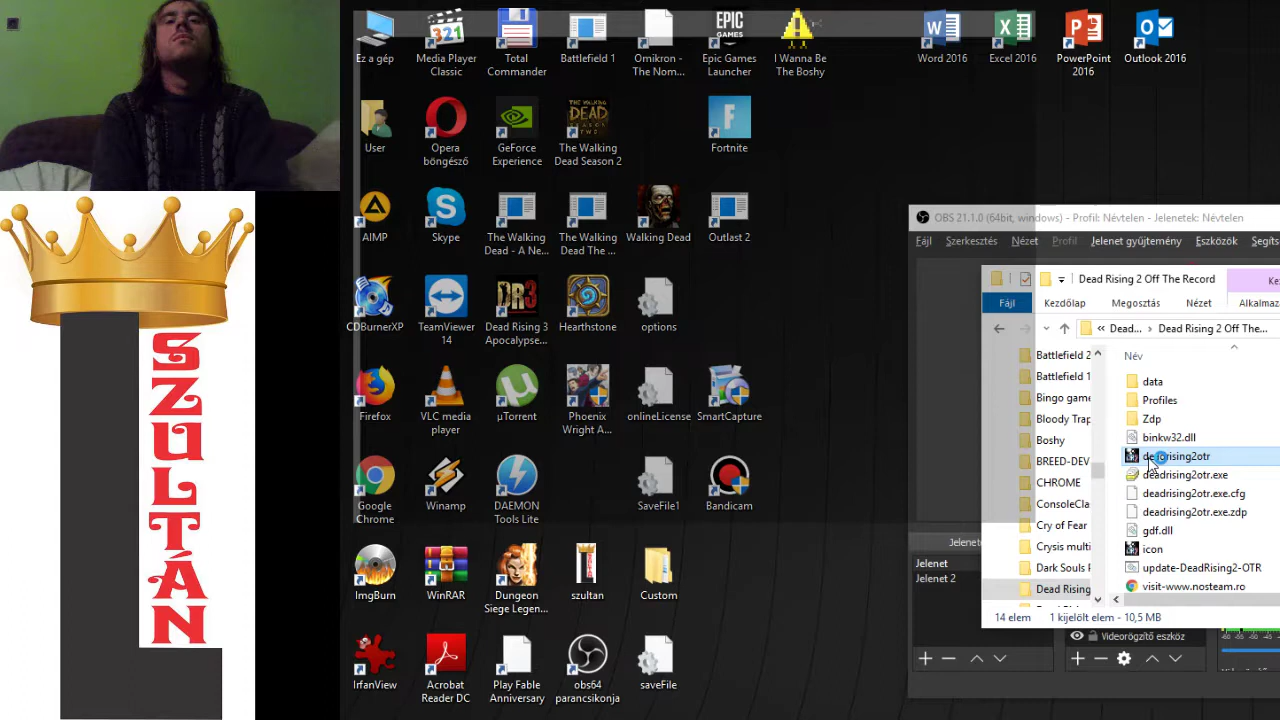 Ez a gép
Media Player
Classic
Total
Commander
Battlefield 1
Omikron -
The Nom...
Epic Games
Launcher
I Wanna Be
The Boshy
Word 2016
Excel 2016
PowerPoint
2016
Outlook 2016
User
Opera
böngésző
GeForce
Experience
The Walking
Dead Season 2
Fortnite
AIMP
Skype
The Walking
Dead - A Ne...
The Walking
Dead The ...
Walking Dead
Outlast 2
CDBurnerXP
TeamViewer
14
Dead Rising 3
Apocalypse...
Hearthstone
options
Firefox
VLC media
player
µTorrent
Phoenix
Wright A...
onlineLicense
SmartCapture
Google
Chrome
Winamp
DAEMON
Tools Lite
SaveFile1
Bandicam
ImgBurn
WinRAR
Dungeon
Siege Legen...
szultan
Custom
IrfanView
Acrobat
Reader DC
Play Fable
Anniversary
obs64
parancsikonja
saveFile
L SZULTÁN
OBS 21.1.0 (64bit, windows) - Profil: Névtelen - Jelenetek: Névtelen
Fájl Szerkesztés Nézet Profil Jelenet gyűjtemény Eszközök Segíts
Dead Rising 2 Off The Record
Kez
Fájl Kezdőlap Megosztás Nézet Alkalmaza
« Dead... › Dead Rising 2 Off The...
Név
Battlefield 2
Battlefield 1
Bingo game
Bloody Trap
Boshy
BREED-DEV
CHROME
ConsoleCla
Cry of Fear
Crysis multi
Dark Souls
Dead Rising
data
Profiles
Zdp
binkw32.dll
deadrising2otr
deadrising2otr.exe
deadrising2otr.exe.cfg
deadrising2otr.exe.zdp
gdf.dll
icon
update-DeadRising2-OTR
visit-www.nosteam.ro
14 elem 1 kijelölt elem - 10,5 MB
Jelenete
Jelenet
Jelenet 2
Videorögzítő eszköz